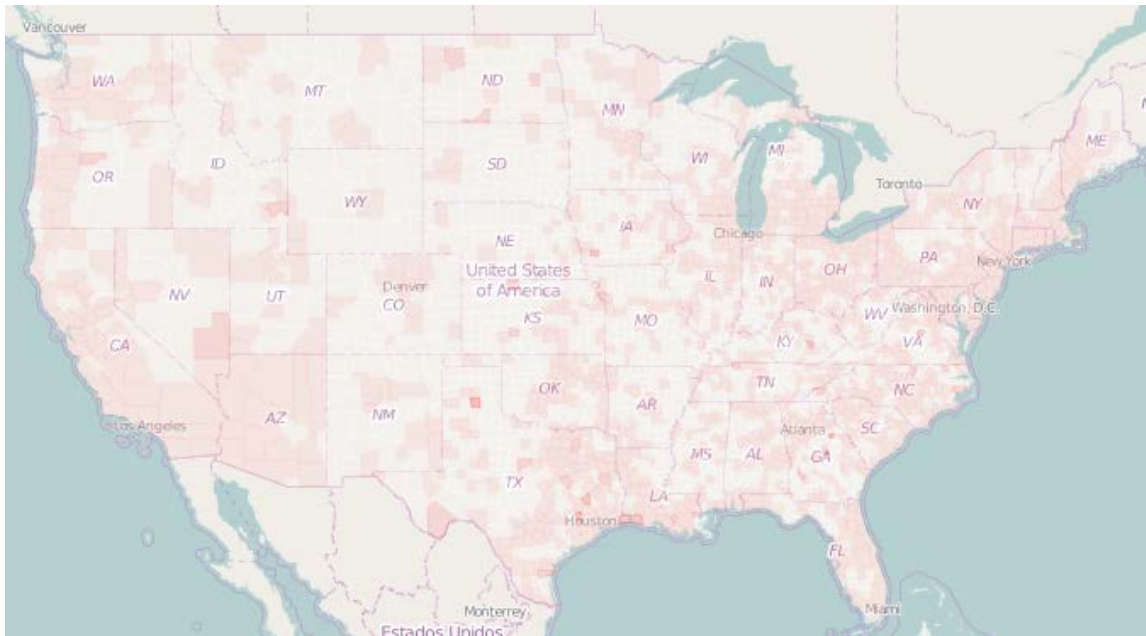 Vancouver
WA
MT
ND
MN
ME
OR
ID
SD
WI
MI
Toronto
WY
NY
IA
Chicago
NE
PA
New York
United States
of America
Denver
NV
UT
CO
IL
IN
OH
WV
Washington, D.C.
KS
MO
CA
KY
VA
TN
NC
OK
AR
Los Angeles
AZ
NM
Atlanta
SC
MS
AL
GA
TX
LA
Houston
FL
Miami
Monterrey
Estados Unidos